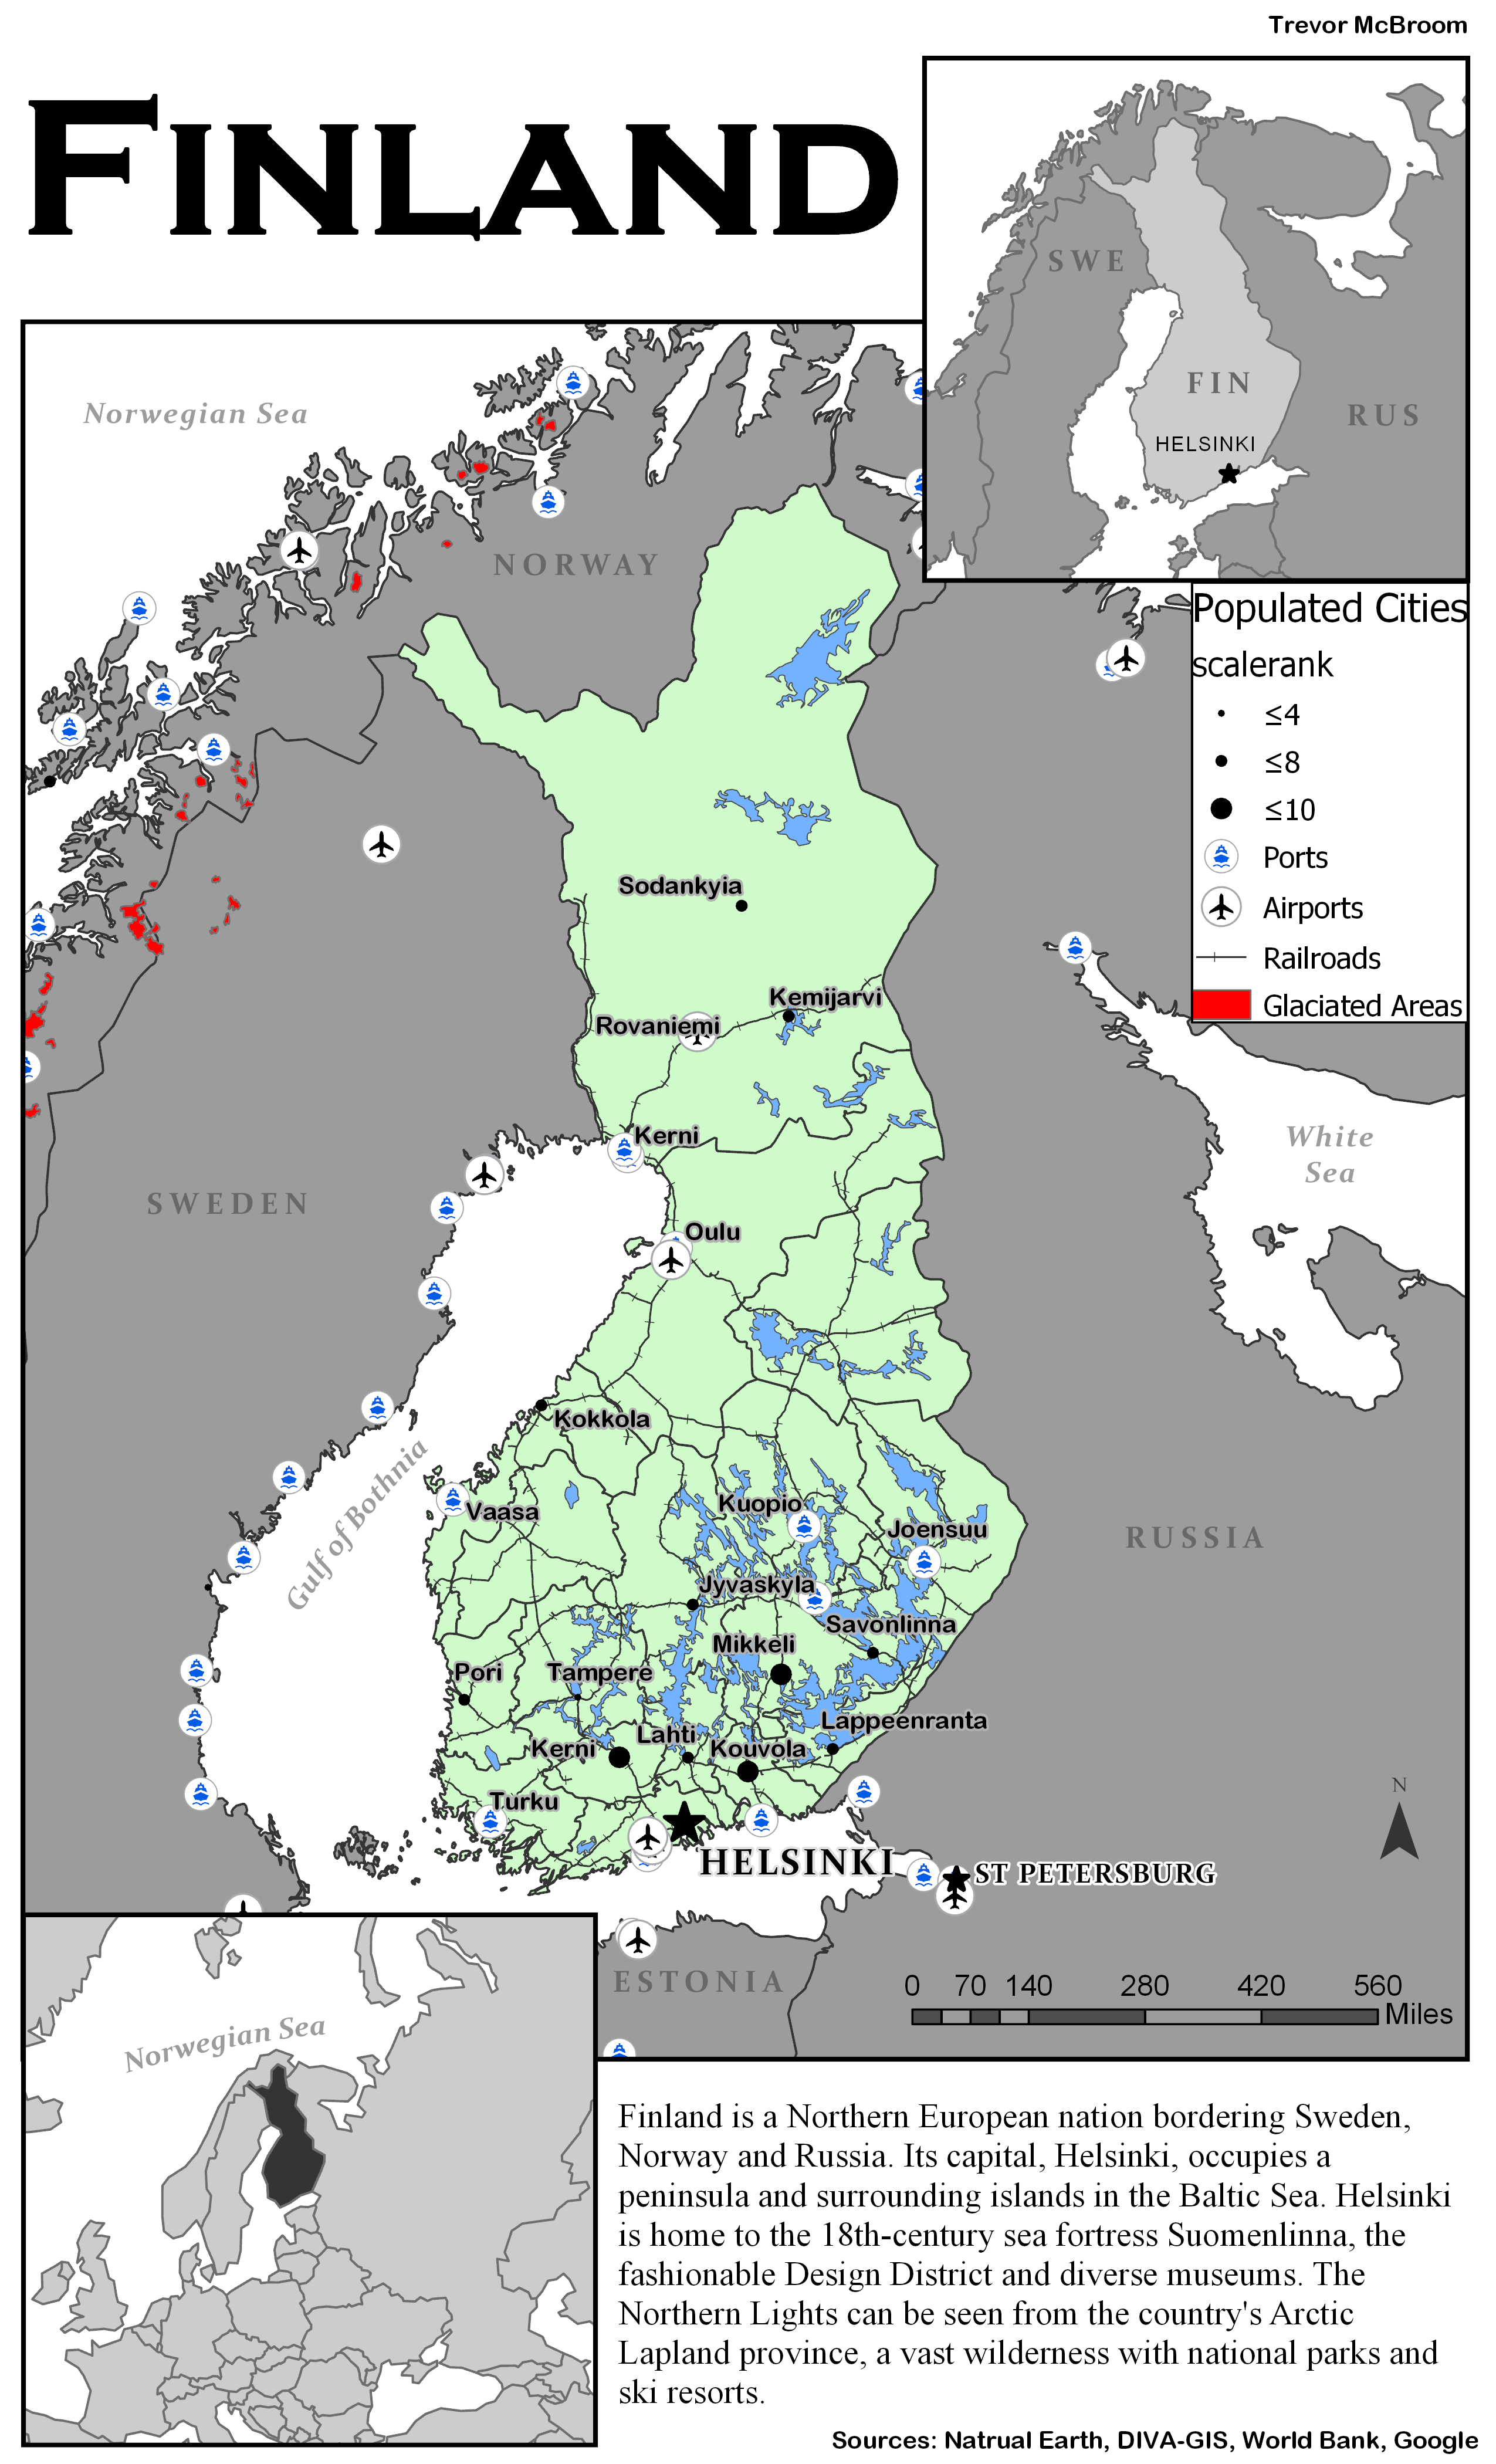 Trevor McBroom
FINLAND
SWE
FIN
RUS
HELSINKI
Norwegian Sea
NORWAY
Populated Cities
scalerank
≤4
≤8
≤10
Ports
Airports
Railroads
Glaciated Areas
Sodankyia
Kemijarvi
Rovaniemi
Kerni
White
Sea
SWEDEN
Oulu
Kokkola
Gulf of Bothnia
Vaasa
Kuopio
Joensuu
RUSSIA
Jyvaskyla
Savonlinna
Mikkeli
Pori
Tampere
Lappeenranta
Lahti
Kerni
Kouvola
Turku
N
HELSINKI
ST PETERSBURG
ESTONIA
0 70 140 280 420 560
Miles
Norwegian Sea
Finland is a Northern European nation bordering Sweden,
Norway and Russia. Its capital, Helsinki, occupies a
peninsula and surrounding islands in the Baltic Sea. Helsinki
is home to the 18th-century sea fortress Suomenlinna, the
fashionable Design District and diverse museums. The
Northern Lights can be seen from the country's Arctic
Lapland province, a vast wilderness with national parks and
ski resorts.
Sources: Natrual Earth, DIVA-GIS, World Bank, Google